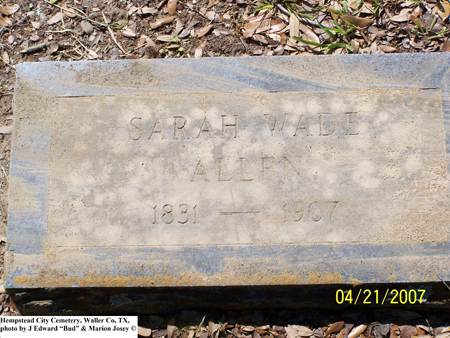 SARAH WADE
ALLEN
1831 — 1907
04/21/2007
Hempstead City Cemetery, Waller Co, TX,
photo by J Edward "Bud" & Marion Josey ©